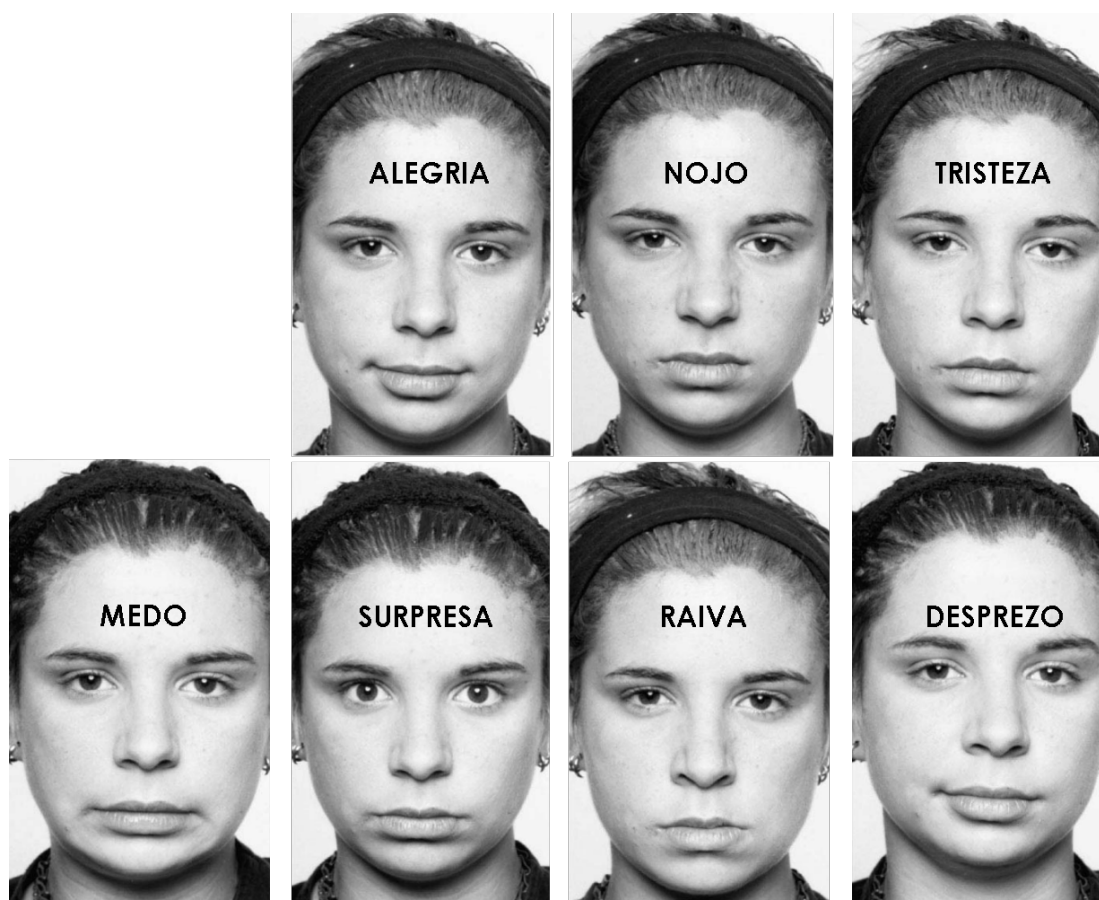 ALEGRIA
NOJO
TRISTEZA
MEDO
SURPRESA
RAIVA
DESPREZO